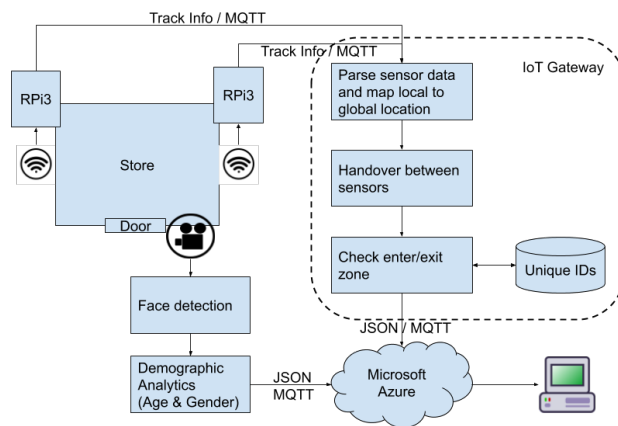 Track Info / MQTT
Track Info / MQTT
IoT Gateway
RPi3
RPi3
Parse sensor data
and map local to
global location
Store
Handover between
sensors
Door
Check enter/exit
zone
Unique IDs
Face detection
JSON / MQTT
Demographic
Analytics
(Age & Gender)
JSON
MQTT
Microsoft
Azure